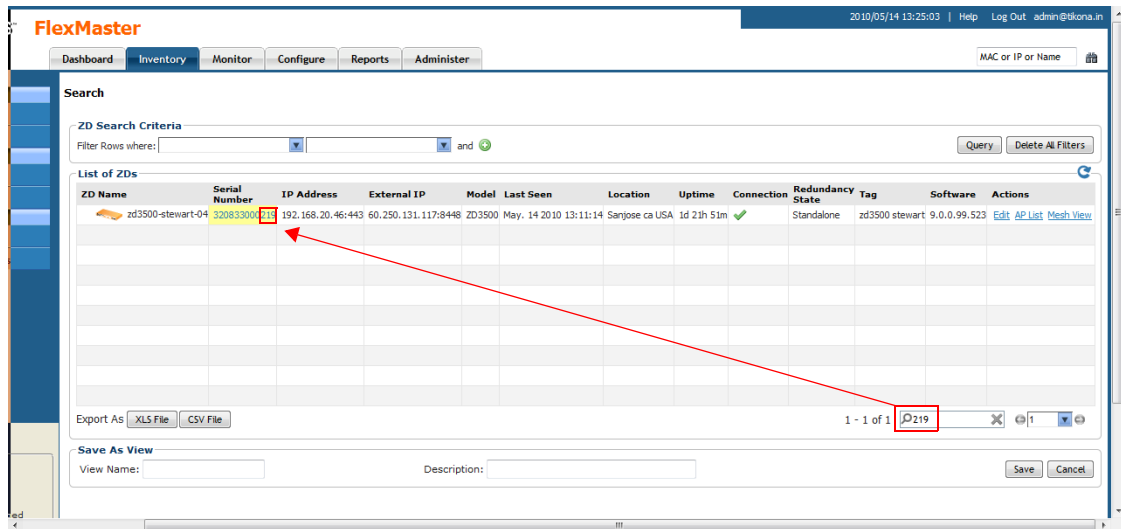 2010/05/14 13:25:03 | Help Log Out admin@tikona.in
FlexMaster
Dashboard Inventory Monitor Configure Reports Administer MAC or IP or Name
Search
ZD Search Criteria
Filter Rows where: and Query Delete All Filters
List of ZDs
ZD Name Serial Number IP Address External IP Model Last Seen Location Uptime Connection Redundancy State Tag Software Actions
zd3500-stewart-04 320833000219 192.168.20.46:443 60.250.131.117:8448 ZD3500 May. 14 2010 13:11:14 Sanjose ca USA 1d 21h 51m Standalone zd3500 stewart 9.0.0.99.523 Edit AP List Mesh View
Export As XLS File CSV File 1 - 1 of 1 219 1
Save As View
View Name: Description: Save Cancel